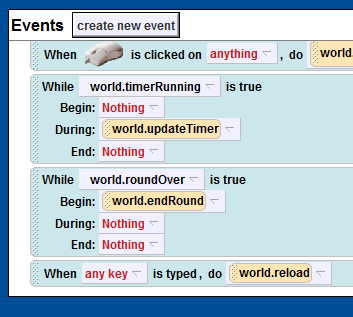 Events create new event
When is clicked on anything , do world.
While world.timerRunning is true
Begin: Nothing
During: world.updateTimer
End: Nothing
While world.roundOver is true
Begin: world.endRound
During: Nothing
End: Nothing
When any key is typed , do world.reload